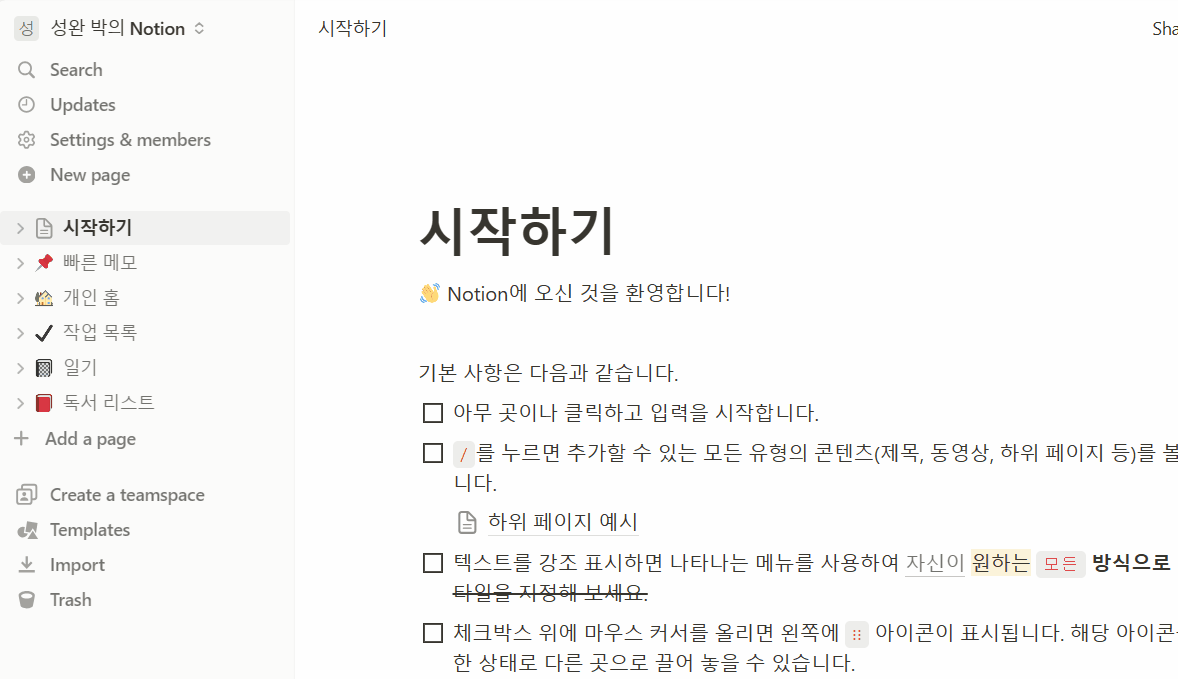 성 성완 박의 Notion
Search
Updates
Settings & members
New page
시작하기
빠른 메모
개인 홈
작업 목록
일기
독서 리스트
Add a page
Create a teamspace
Templates
Import
Trash
시작하기
시작하기
Notion에 오신 것을 환영합니다!
기본 사항은 다음과 같습니다.
아무 곳이나 클릭하고 입력을 시작합니다.
/를 누르면 추가할 수 있는 모든 유형의 콘텐츠(제목, 동영상, 하위 페이지 등)를 볼
니다.
하위 페이지 예시
텍스트를 강조 표시하면 나타나는 메뉴를 사용하여 자신이 원하는 모든 방식으로
타일을 지정해 보세요.
체크박스 위에 마우스 커서를 올리면 왼쪽에 ⠿ 아이콘이 표시됩니다. 해당 아이콘
한 상태로 다른 곳으로 끌어 놓을 수 있습니다.